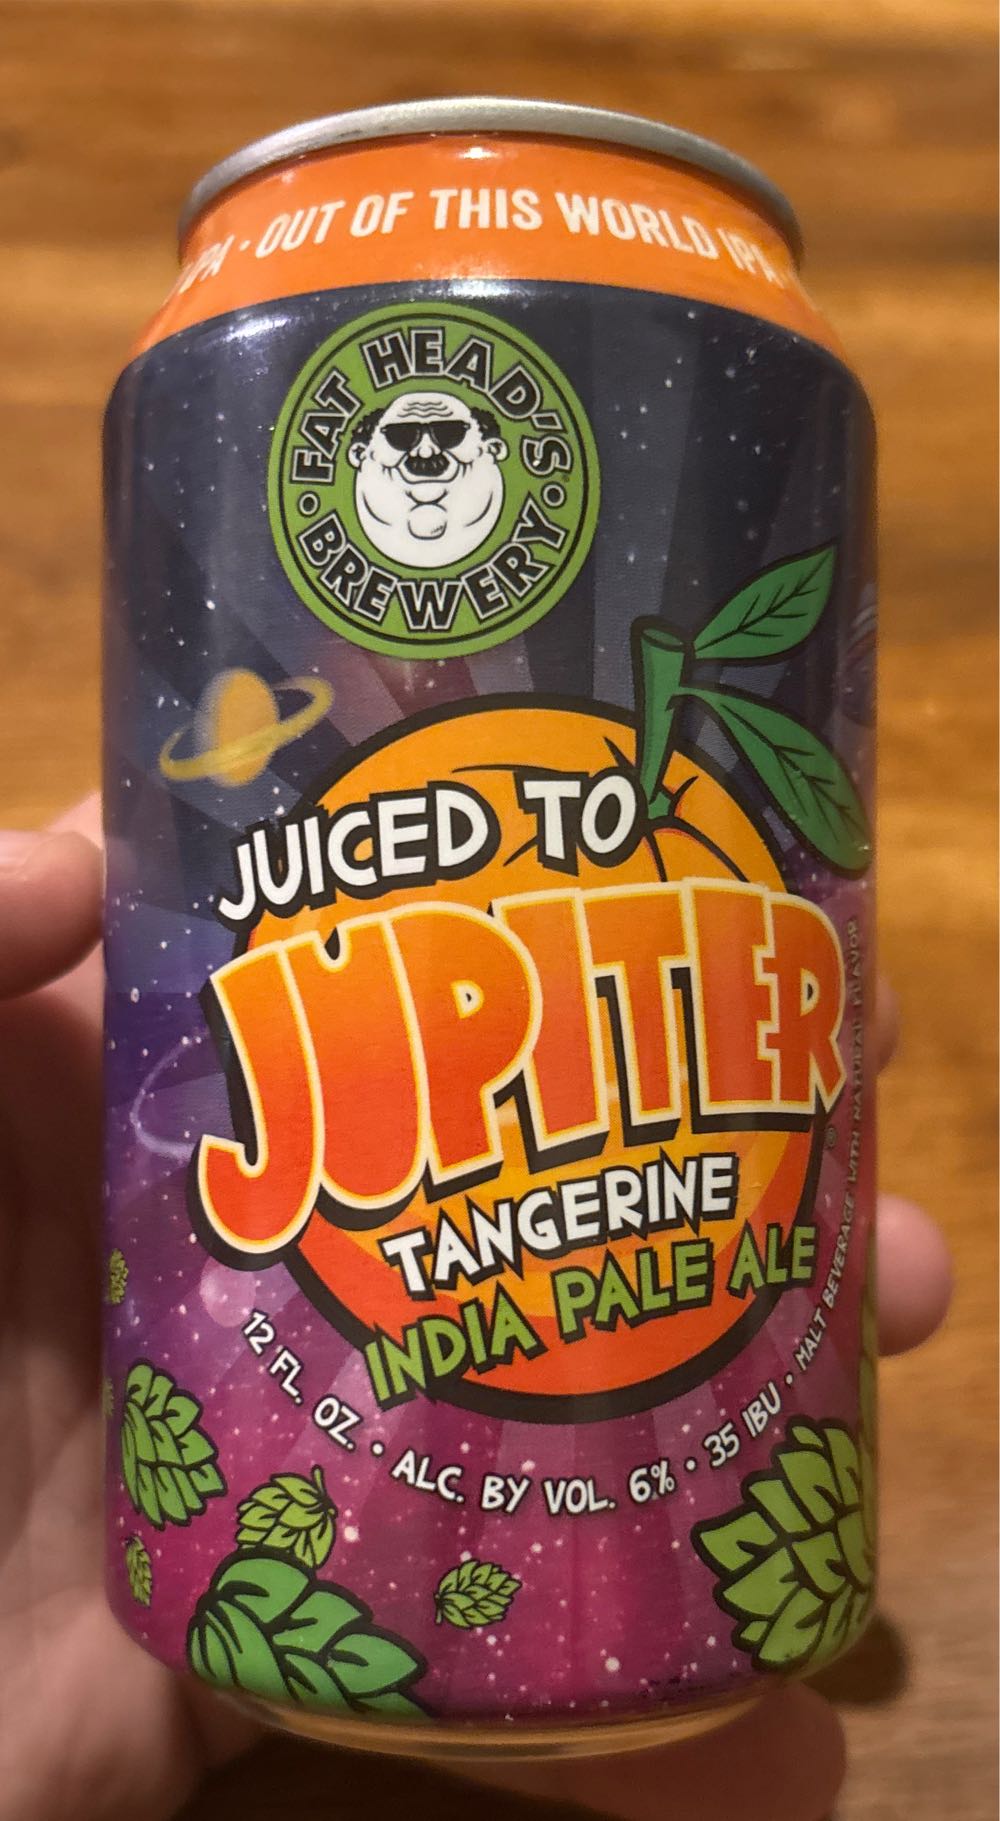 IPA · OUT OF THIS WORLD IPA
FAT HEAD'S
BREWERY
JUICED TO
JUPITER
TANGERINE
INDIA PALE ALE
12 FL. OZ. · ALC. BY VOL. 6% · 35 IBU · MALT BEVERAGE WITH NATURAL FLAVOR